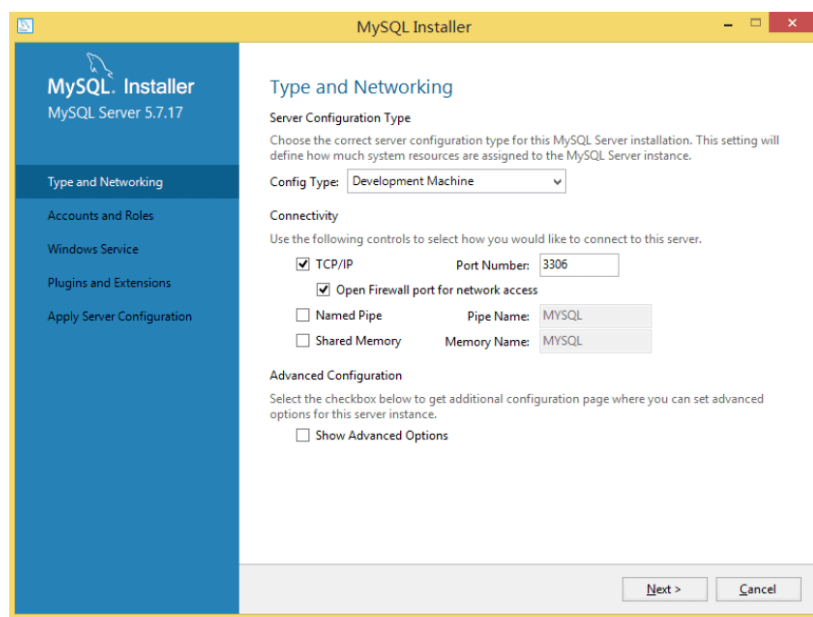 MySQL Installer
MySQL. Installer
MySQL Server 5.7.17
Type and Networking
Accounts and Roles
Windows Service
Plugins and Extensions
Apply Server Configuration
Type and Networking
Server Configuration Type
Choose the correct server configuration type for this MySQL Server installation. This setting will
define how much system resources are assigned to the MySQL Server instance.
Config Type: Development Machine
Connectivity
Use the following controls to select how you would like to connect to this server.
TCP/IP Port Number: 3306
Open Firewall port for network access
Named Pipe Pipe Name: MYSQL
Shared Memory Memory Name: MYSQL
Advanced Configuration
Select the checkbox below to get additional configuration page where you can set advanced
options for this server instance.
Show Advanced Options
Next > Cancel